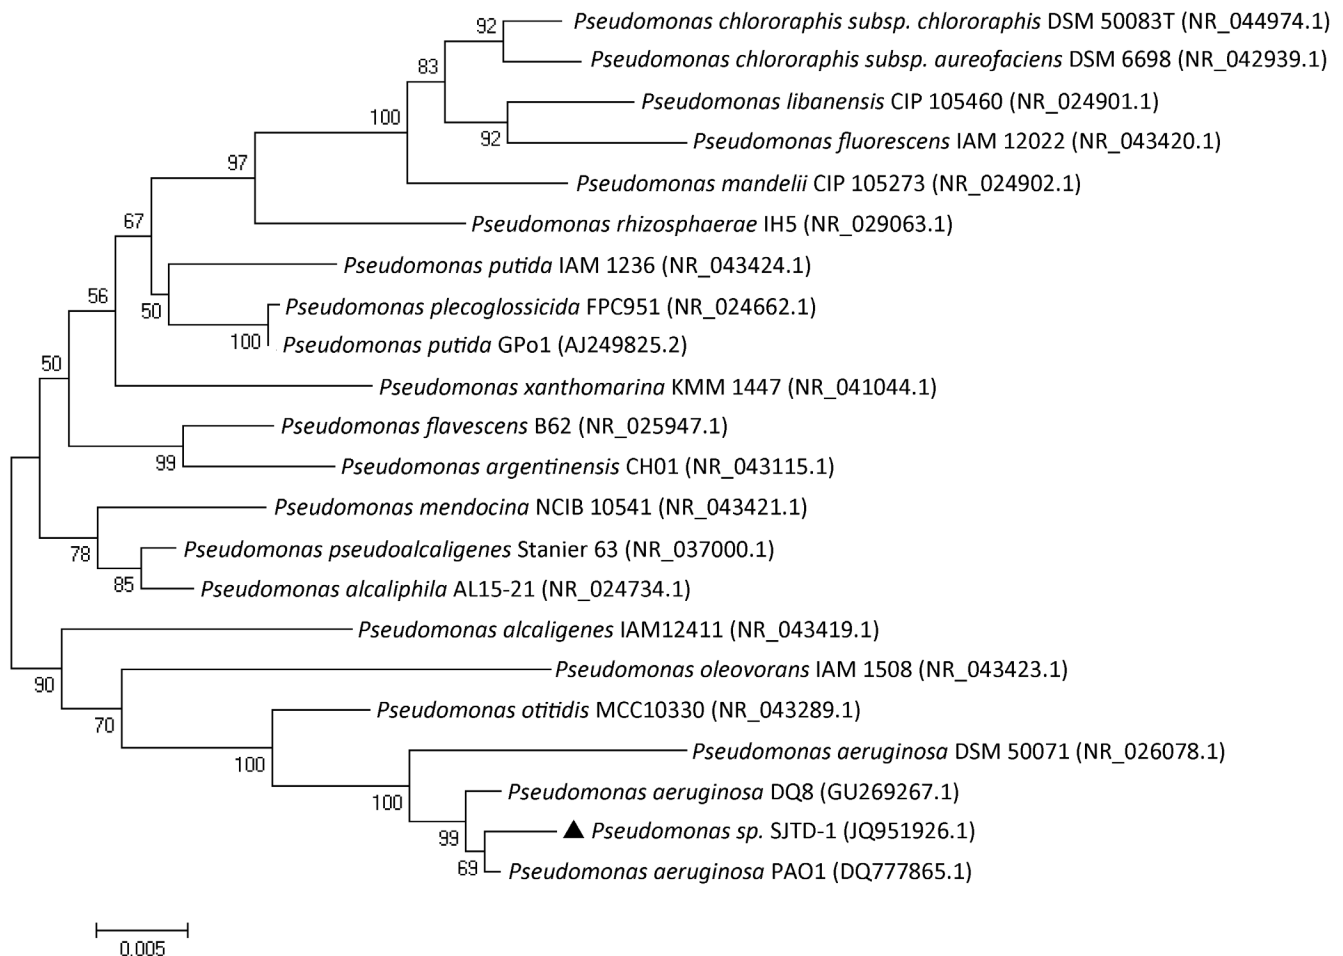 92
Pseudomonas chlororaphis subsp. chlororaphis DSM 50083T (NR_044974.1)
Pseudomonas chlororaphis subsp. aureofaciens DSM 6698 (NR_042939.1)
83
Pseudomonas libanensis CIP 105460 (NR_024901.1)
100
92
Pseudomonas fluorescens IAM 12022 (NR_043420.1)
97
Pseudomonas mandelii CIP 105273 (NR_024902.1)
67
Pseudomonas rhizosphaerae IH5 (NR_029063.1)
Pseudomonas putida IAM 1236 (NR_043424.1)
56
50
Pseudomonas plecoglossicida FPC951 (NR_024662.1)
100
Pseudomonas putida GPo1 (AJ249825.2)
50
Pseudomonas xanthomarina KMM 1447 (NR_041044.1)
Pseudomonas flavescens B62 (NR_025947.1)
99
Pseudomonas argentinensis CH01 (NR_043115.1)
Pseudomonas mendocina NCIB 10541 (NR_043421.1)
78
Pseudomonas pseudoalcaligenes Stanier 63 (NR_037000.1)
85
Pseudomonas alcaliphila AL15-21 (NR_024734.1)
Pseudomonas alcaligenes IAM12411 (NR_043419.1)
90
Pseudomonas oleovorans IAM 1508 (NR_043423.1)
70
Pseudomonas otitidis MCC10330 (NR_043289.1)
100
Pseudomonas aeruginosa DSM 50071 (NR_026078.1)
100
Pseudomonas aeruginosa DQ8 (GU269267.1)
99
Pseudomonas sp. SJTD-1 (JQ951926.1)
69
Pseudomonas aeruginosa PAO1 (DQ777865.1)
0.005